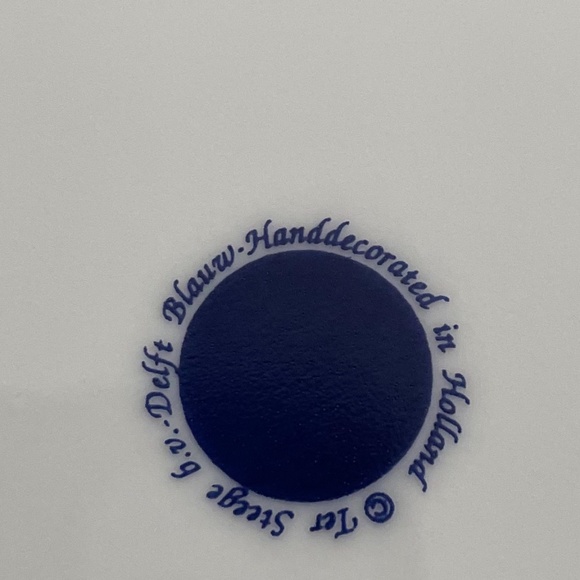 © Ter Steege b.v.-Delft Blauw-Handdecorated in Holland